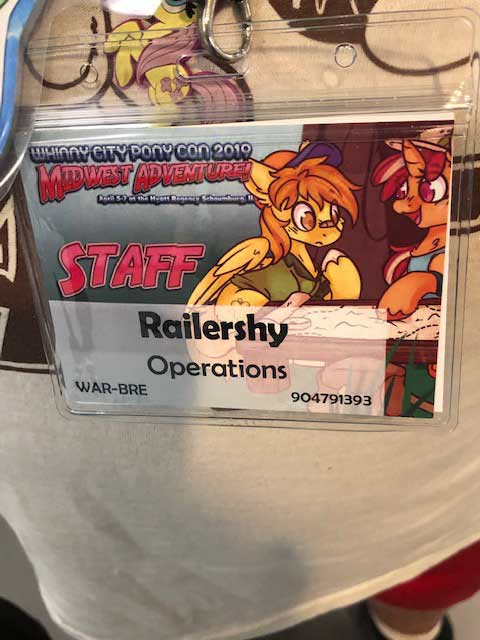 WHINNY CITY PONY CON 2019
MIDWEST ADVENTURE!
April 5-7 at the Hyatt Regency Schaumburg, IL
STAFF
Railershy
Operations
WAR-BRE
904791393